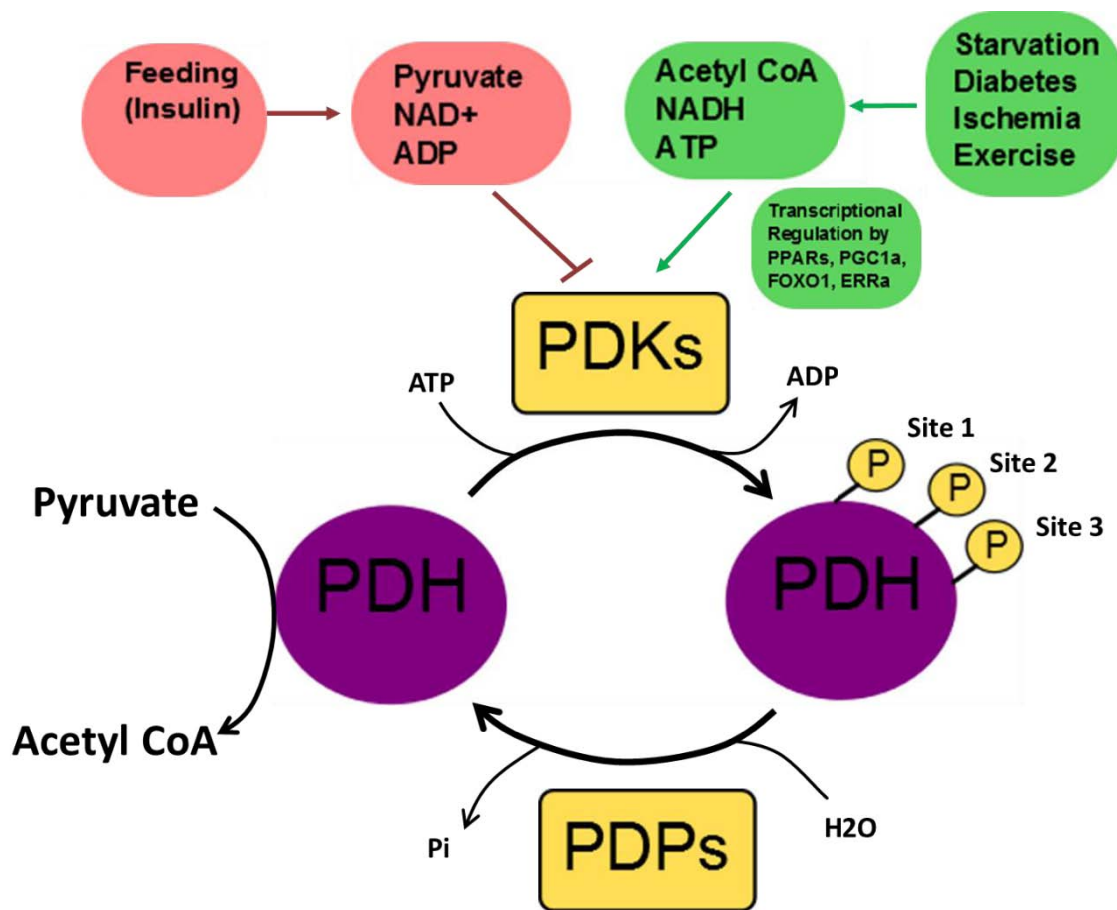 Feeding
(Insulin)
Pyruvate
NAD+
ADP
Acetyl CoA
NADH
ATP
Starvation
Diabetes
Ischemia
Exercise
Transcriptional
Regulation by
PPARs, PGC1a,
FOXO1, ERRa
PDKs
ATP
ADP
P
Site 1
P
Site 2
P
Site 3
Pyruvate
PDH
PDH
Acetyl CoA
Pi
PDPs
H2O